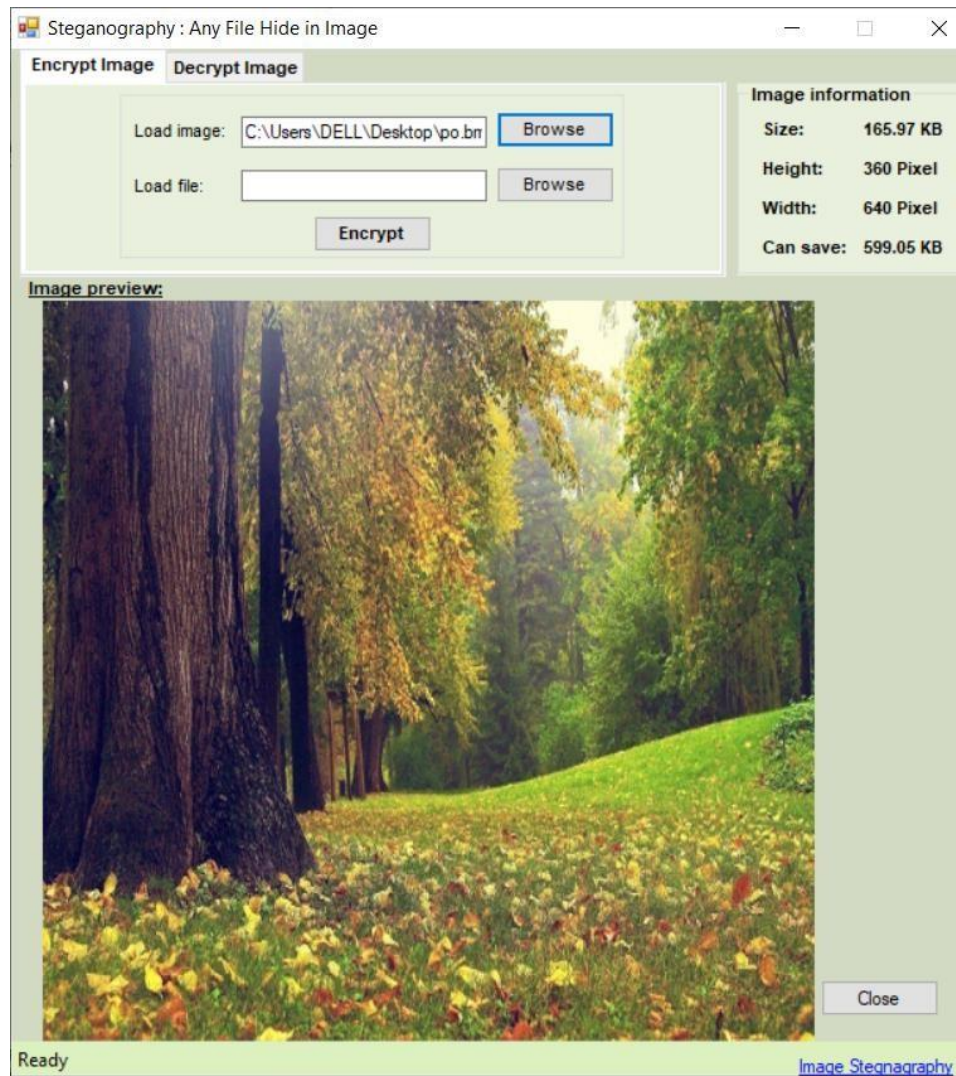 Steganography : Any File Hide in Image
Encrypt Image Decrypt Image
Load image: C:\Users\DELL\Desktop\po.bm Browse
Load file: Browse
Encrypt
Image information
Size: 165.97 KB
Height: 360 Pixel
Width: 640 Pixel
Can save: 599.05 KB
Image preview:
Close
Ready
Image Stegnagraphy